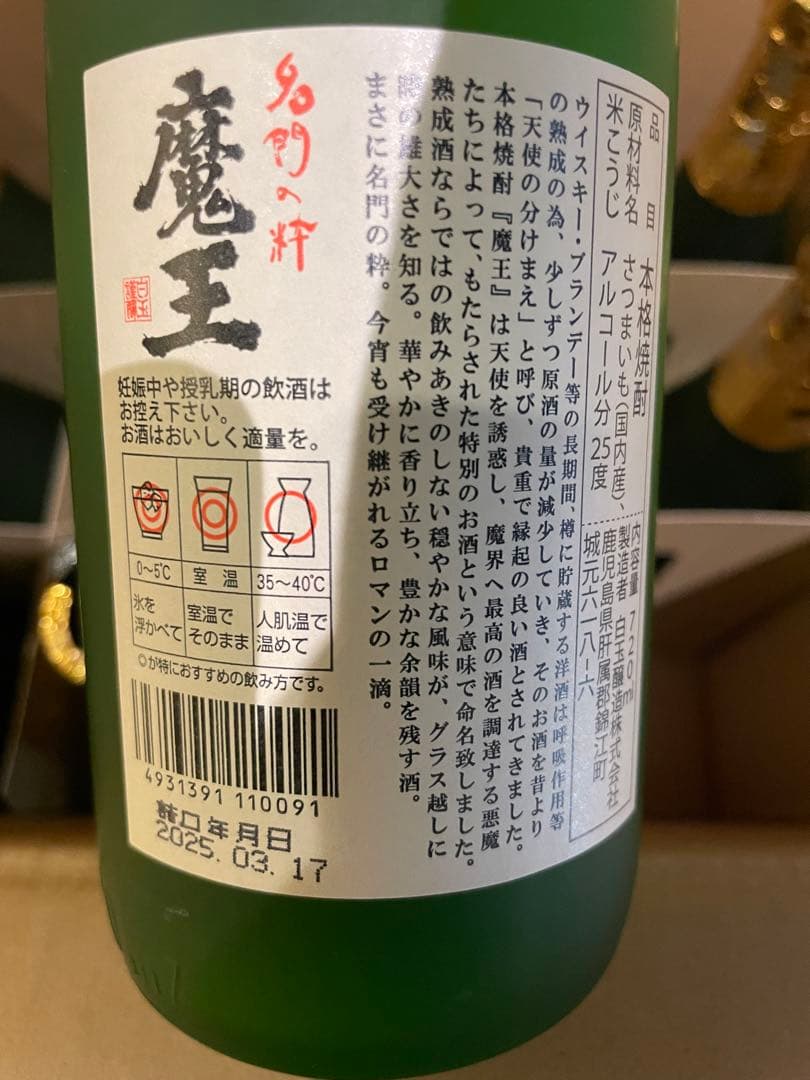 品目 本格焼酎
原材料名 さつまいも(国内産)、
米こうじ アルコール分 25度
内容量 720ml
製造者 白玉醸造株式会社
鹿児島県肝属郡錦江町
城元六一八-六
ウイスキー・ブランデー等の長期間、樽に貯蔵する洋酒は呼吸作用等
の熟成の為、少しずつ原酒の量が減少していき、そのお酒を昔より
「天使の分けまえ」と呼び、貴重で縁起の良い酒とされてきました。
本格焼酎『魔王』は天使を誘惑し、魔界へ最高の酒を調達する悪魔
たちによって、もたらされた特別のお酒という意味で命名致しました。
熟成酒ならではの飲みあきのしない穏やかな風味が、グラス越しに
時の雄大さを知る。華やかに香り立ち、豊かな余韻を残す酒。
まさに名門の粋。今宵も受け継がれるロマンの一滴。
名門の粋
魔王
白玉
謹醸
妊娠中や授乳期の飲酒は
お控え下さい。
お酒はおいしく適量を。
0~5℃ 室温 35~40℃
氷を
浮かべて
室温で
そのまま
人肌温で
温めて
◎が特におすすめの飲み方です。
4931391 110091
詰口年月日
2025.03.17